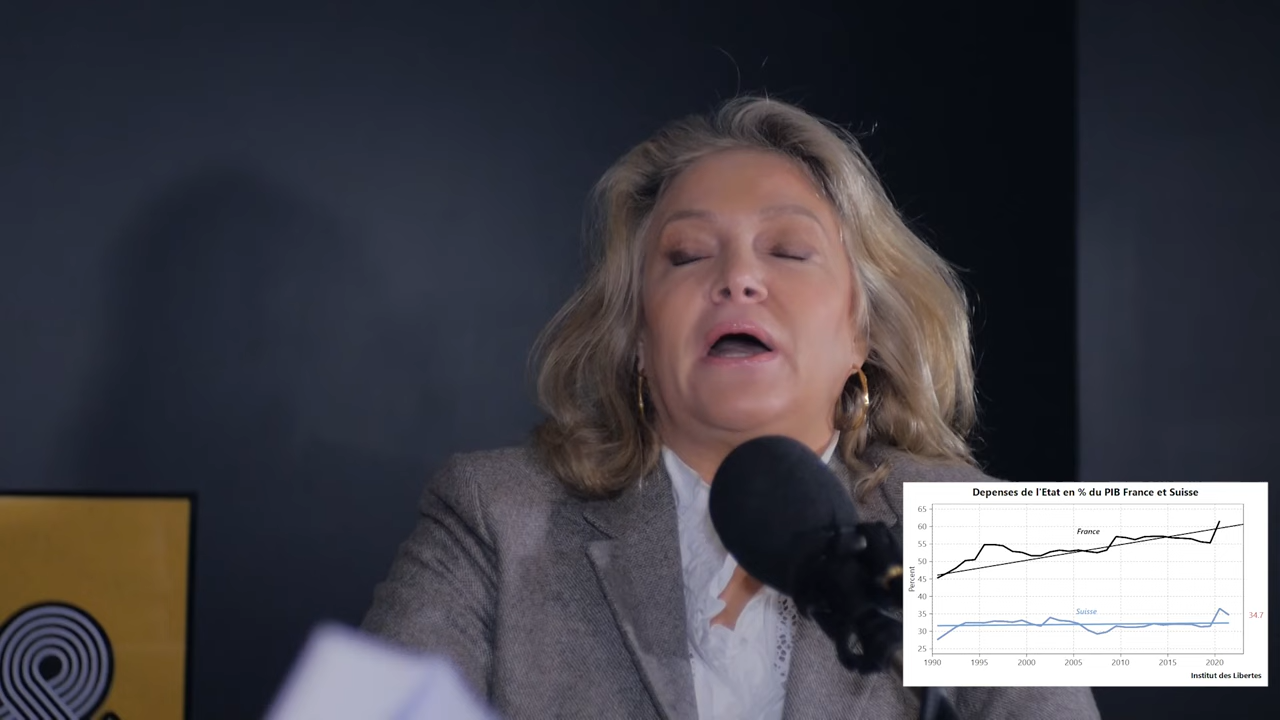 Depenses de l'Etat en % du PIB France et Suisse
65
60
55
50
45
40
35
30
25
Percent
France
Suisse
34.7
1990 1995 2000 2005 2010 2015 2020
Institut des Libertes